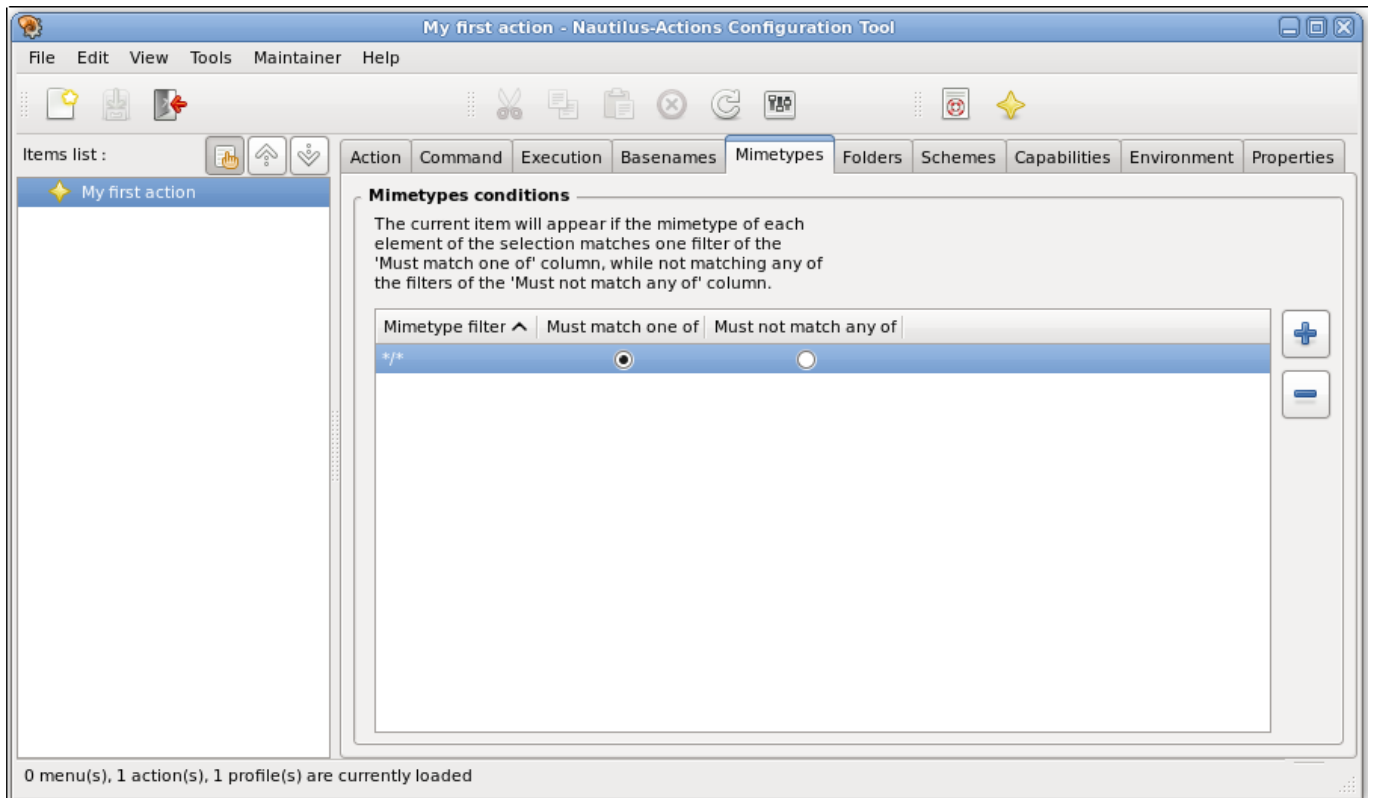 My first action - Nautilus-Actions Configuration Tool
File Edit View Tools Maintainer Help
Items list :
Action Command Execution Basenames Mimetypes Folders Schemes Capabilities Environment Properties
My first action
Mimetypes conditions
The current item will appear if the mimetype of each
element of the selection matches one filter of the
'Must match one of' column, while not matching any of
the filters of the 'Must not match any of' column.
Mimetype filter Must match one of Must not match any of
*/*
0 menu(s), 1 action(s), 1 profile(s) are currently loaded